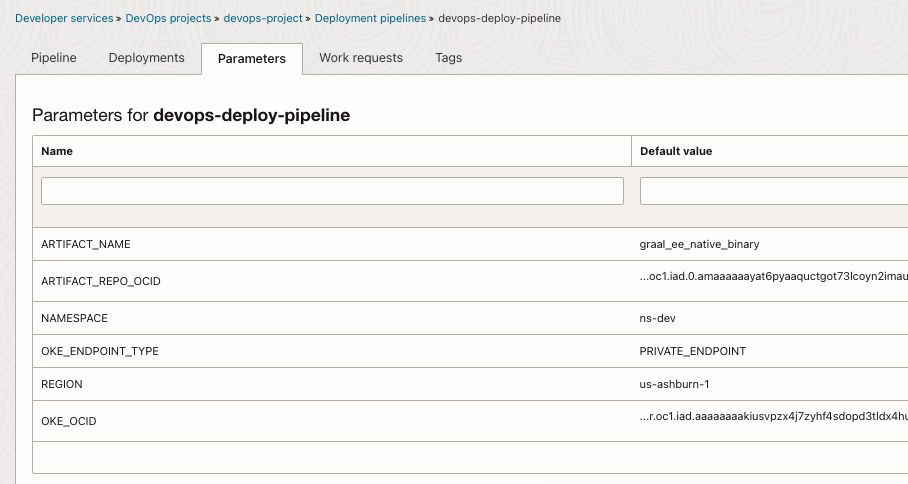 Developer services » DevOps projects » devops-project » Deployment pipelines » devops-deploy-pipeline
Pipeline Deployments Parameters Work requests Tags
Parameters for devops-deploy-pipeline
Name Default value
ARTIFACT_NAME graal_ee_native_binary
ARTIFACT_REPO_OCID ...oc1.iad.0.amaaaaaayat6pyaaquctgot73lcoyn2imau
NAMESPACE ns-dev
OKE_ENDPOINT_TYPE PRIVATE_ENDPOINT
REGION us-ashburn-1
OKE_OCID ...r.oc1.iad.aaaaaaaakiusvpzx4j7zyhf4sdopd3tldx4hu